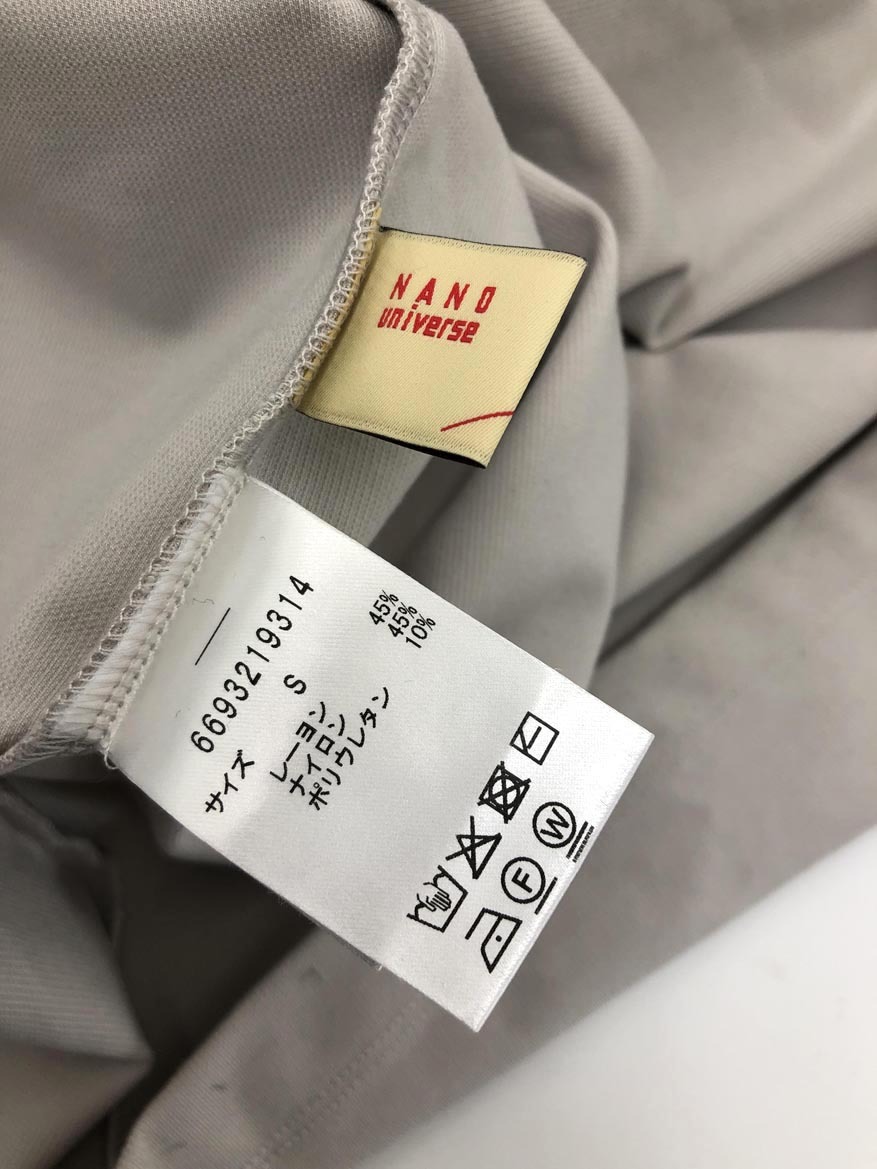 NANO
universe
6693219314
サイズ S
レーヨン 45%
ナイロン 45%
ポリウレタン 10%
F
W